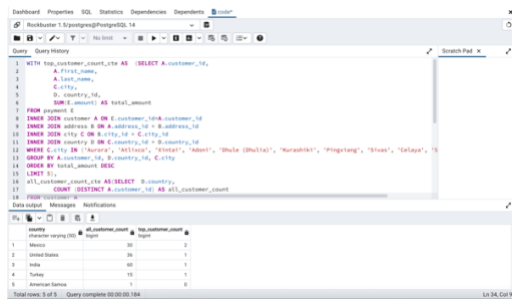 Dashboard Properties SQL Statistics Dependencies Dependents code*
Rockbuster 1.5/postgres@PostgreSQL 14
No limit
Query Query History
Scratch Pad
1 WITH top_customer_count_cte AS (SELECT A.customer_id,
2 A.first_name,
3 A.last_name,
4 C.city,
5 D. country_id,
6 SUM(E.amount) AS total_amount
7 FROM payment E
8 INNER JOIN customer A ON E.customer_id=A.customer_id
9 INNER JOIN address B ON A.address_id = B.address_id
10 INNER JOIN city C ON B.city_id = C.city_id
11 INNER JOIN country D ON C.country_id = D.country_id
12 WHERE C.city IN ('Aurora', 'Atlixco', 'Xintai', 'Adoni', 'Dhule (Dhulia)', 'Kurashiki', 'Pingxiang', 'Sivas', 'Celaya', 'S
13 GROUP BY A.customer_id, D.country_id, C.city
14 ORDER BY total_amount DESC
15 LIMIT 5),
16 all_customer_count_cte AS(SELECT D.country,
17 COUNT (DISTINCT A.customer_id) AS all_customer_count
18 FROM customer A
Data output Messages Notifications
country all_customer_count top_customer_count
character varying (50) bigint bigint
1 Mexico 30 2
2 United States 36 1
3 India 60 1
4 Turkey 15 1
5 American Samoa 1 0
Total rows: 5 of 5 Query complete 00:00:00.184 Ln 24, Col 9